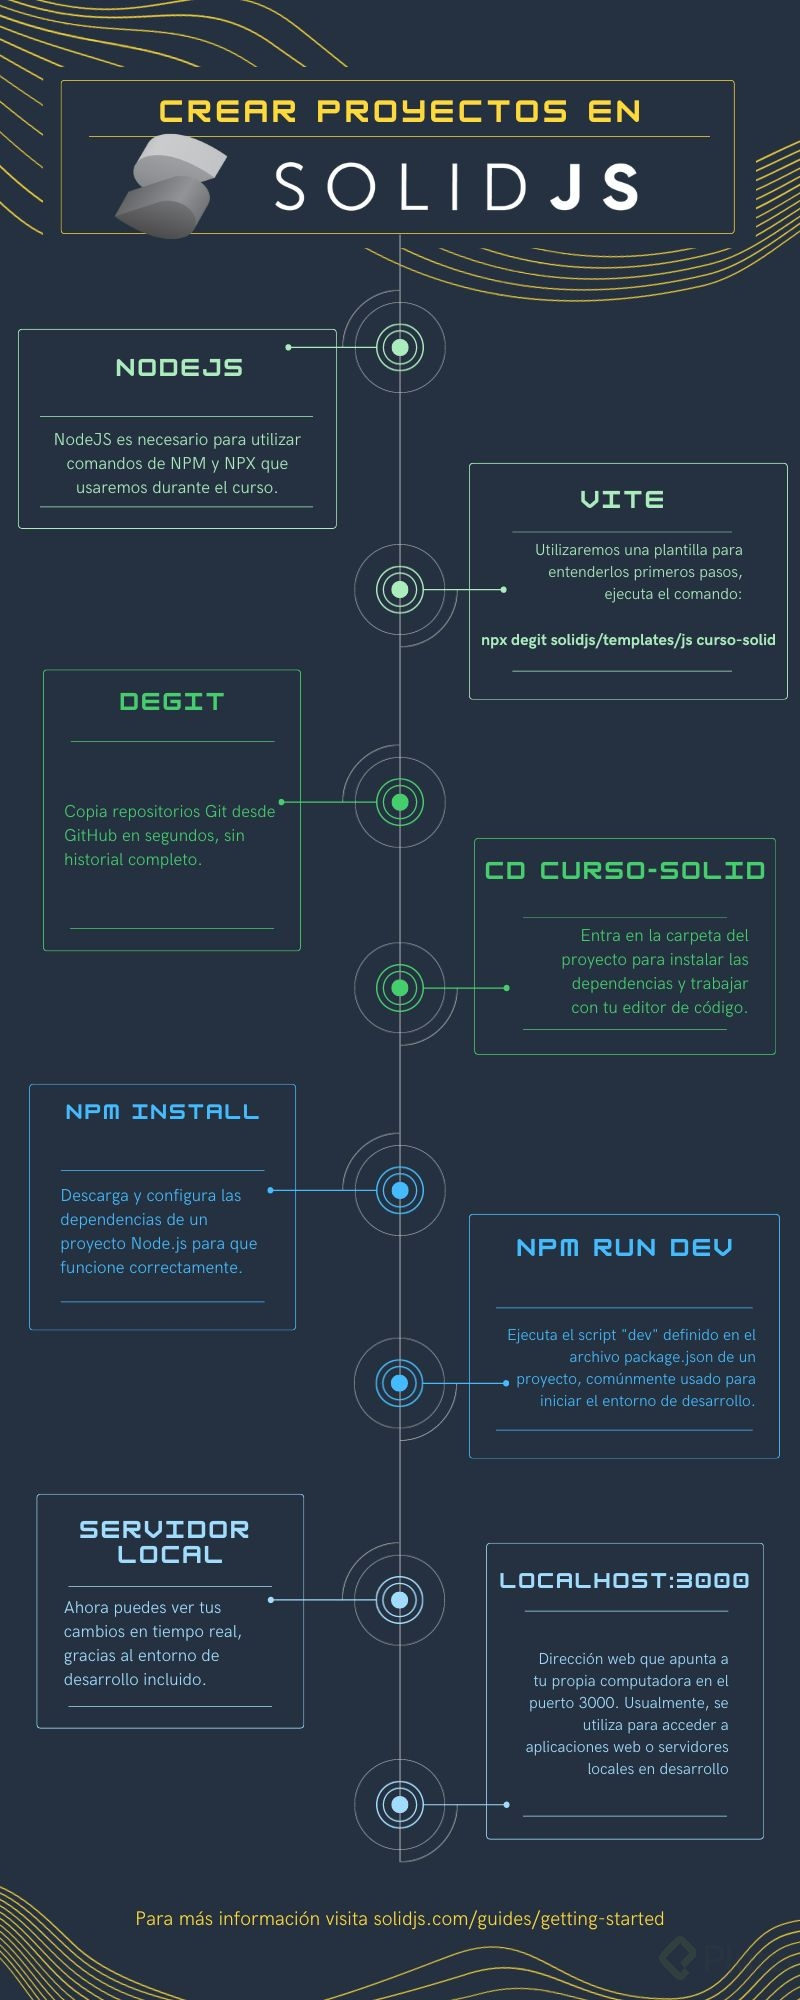 CREAR PROYECTOS EN
SOLIDJS
NODEJS
NodeJS es necesario para utilizar
comandos de NPM y NPX que
usaremos durante el curso.
VITE
Utilizaremos una plantilla para
entenderlos primeros pasos,
ejecuta el comando:
npx degit solidjs/templates/js curso-solid
DEGIT
Copia repositorios Git desde
GitHub en segundos, sin
historial completo.
CD CURSO-SOLID
Entra en la carpeta del
proyecto para instalar las
dependencias y trabajar
con tu editor de código.
NPM INSTALL
Descarga y configura las
dependencias de un
proyecto Node.js para que
funcione correctamente.
NPM RUN DEV
Ejecuta el script "dev" definido en el
archivo package.json de un
proyecto, comúnmente usado para
iniciar el entorno de desarrollo.
SERVIDOR
LOCAL
Ahora puedes ver tus
cambios en tiempo real,
gracias al entorno de
desarrollo incluido.
LOCALHOST:3000
Dirección web que apunta a
tu propia computadora en el
puerto 3000. Usualmente, se
utiliza para acceder a
aplicaciones web o servidores
locales en desarrollo
Para más información visita solidjs.com/guides/getting-started